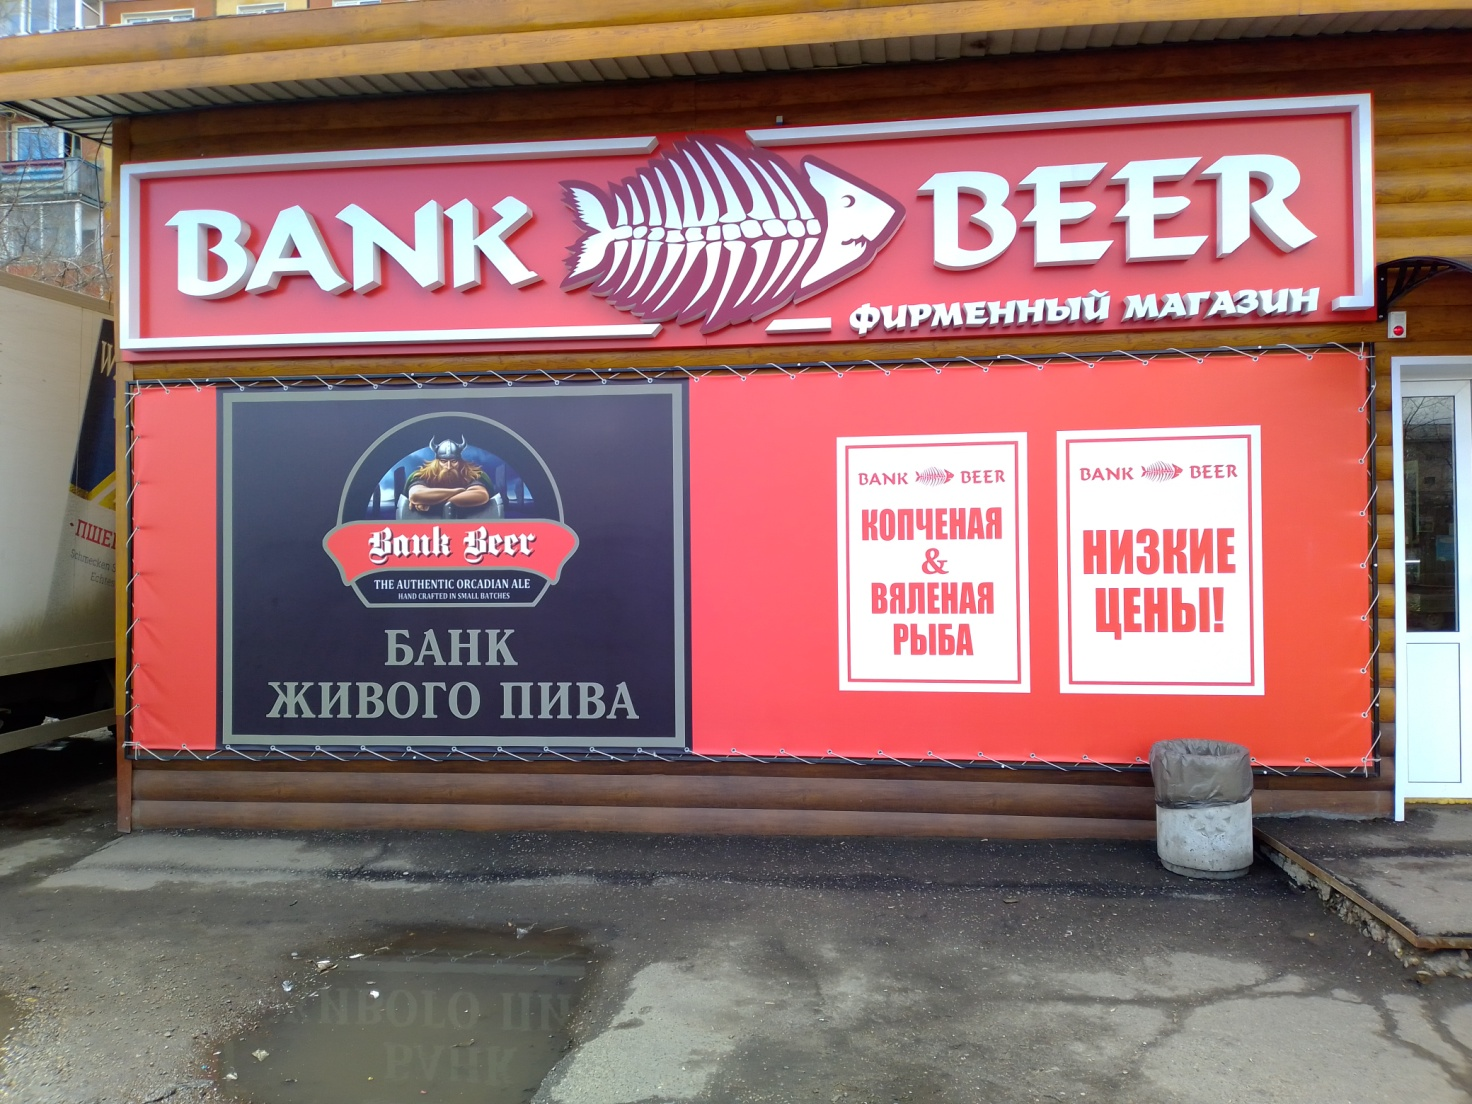 BANK BEER
ФИРМЕННЫЙ МАГАЗИН
Bank Beer
THE AUTHENTIC ORCADIAN ALE
HAND CRAFTED IN SMALL BATCHES
БАНК
ЖИВОГО ПИВА
BANK BEER
КОПЧЕНАЯ
&
ВЯЛЕНАЯ
РЫБА
BANK BEER
НИЗКИЕ
ЦЕНЫ!